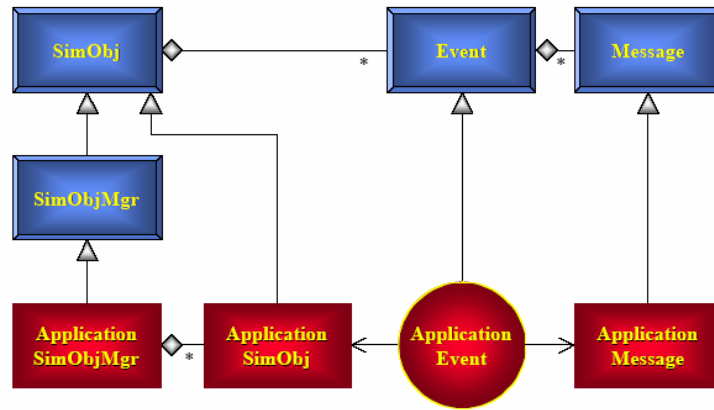 SimObj
Event
Message
*
*
SimObjMgr
Application
SimObjMgr
*
Application
SimObj
Application
Event
Application
Message